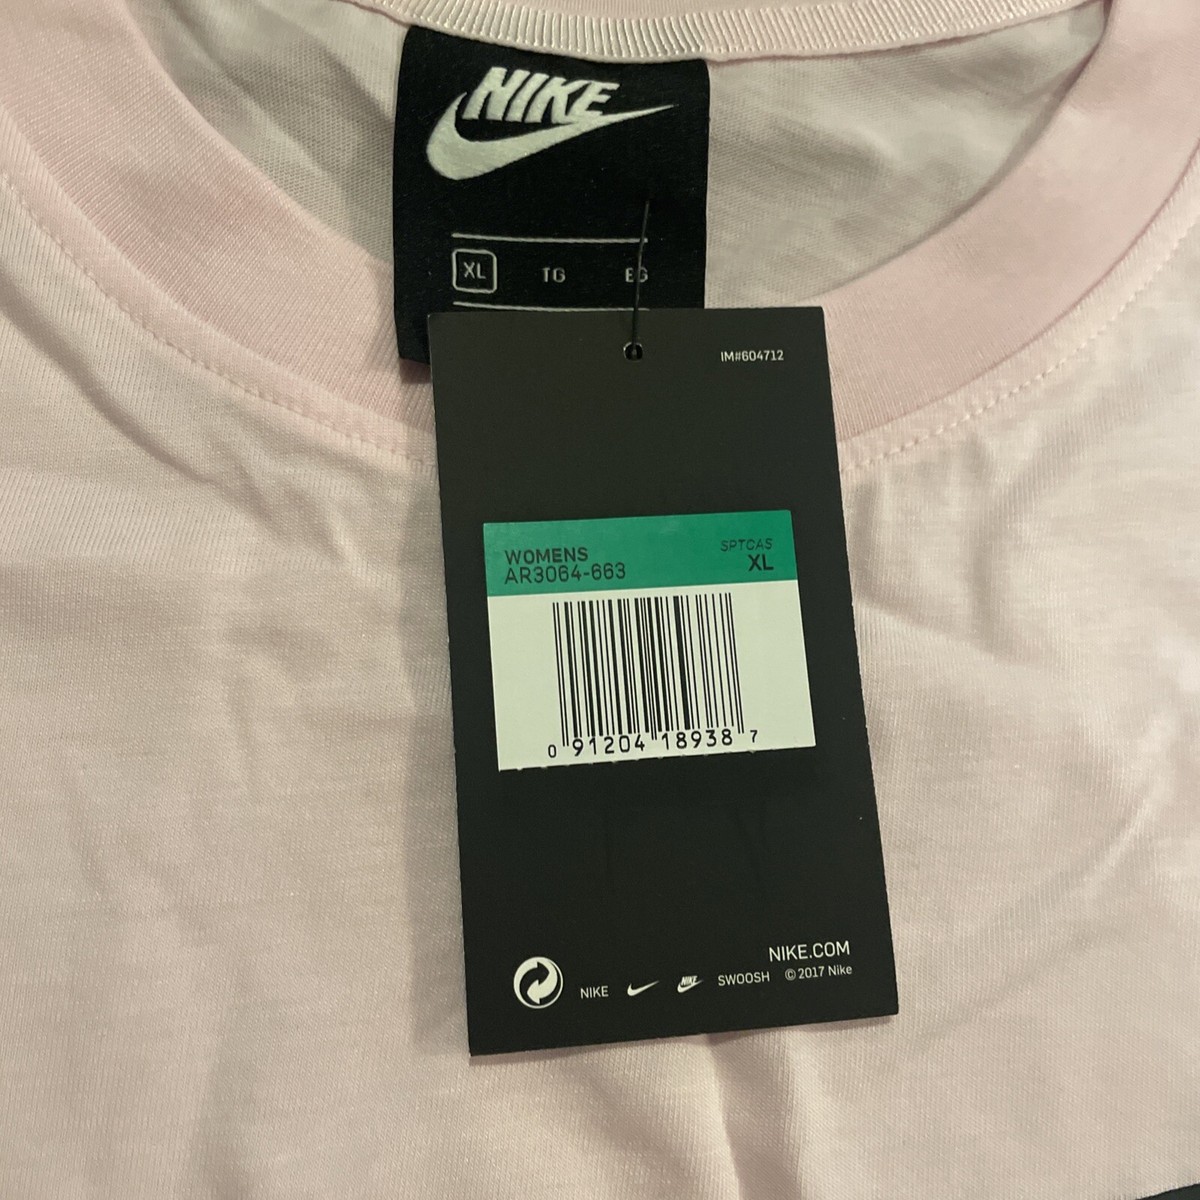 NIKE
XL TG EG
IM#604712
WOMENS SPTCAS
AR3064-663 XL
0 91204 18938 7
NIKE.COM
NIKE NIKE SWOOSH © 2017 Nike